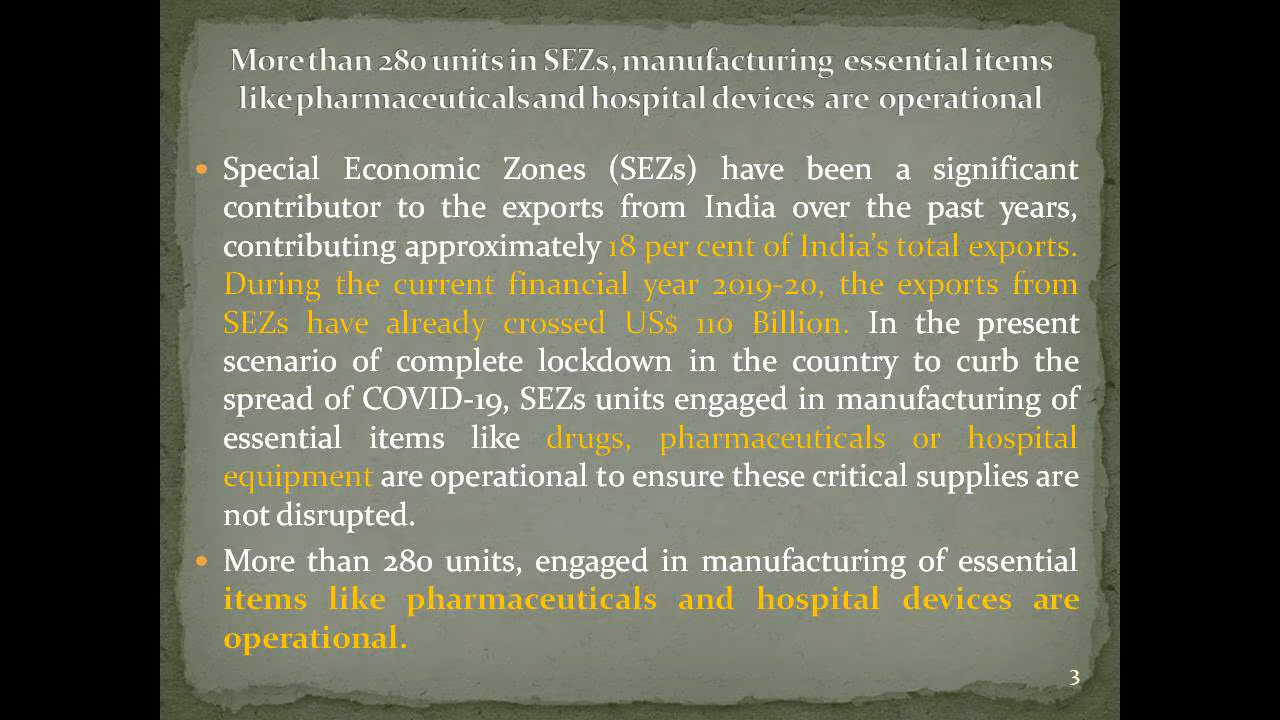 More than 280 units in SEZs, manufacturing essential items
like pharmaceuticals and hospital devices are operational
• Special Economic Zones (SEZs) have been a significant
contributor to the exports from India over the past years,
contributing approximately 18 per cent of India’s total exports.
During the current financial year 2019-20, the exports from
SEZs have already crossed US$ 110 Billion. In the present
scenario of complete lockdown in the country to curb the
spread of COVID-19, SEZs units engaged in manufacturing of
essential items like drugs, pharmaceuticals or hospital
equipment are operational to ensure these critical supplies are
not disrupted.
• More than 280 units, engaged in manufacturing of essential
items like pharmaceuticals and hospital devices are
operational.
3